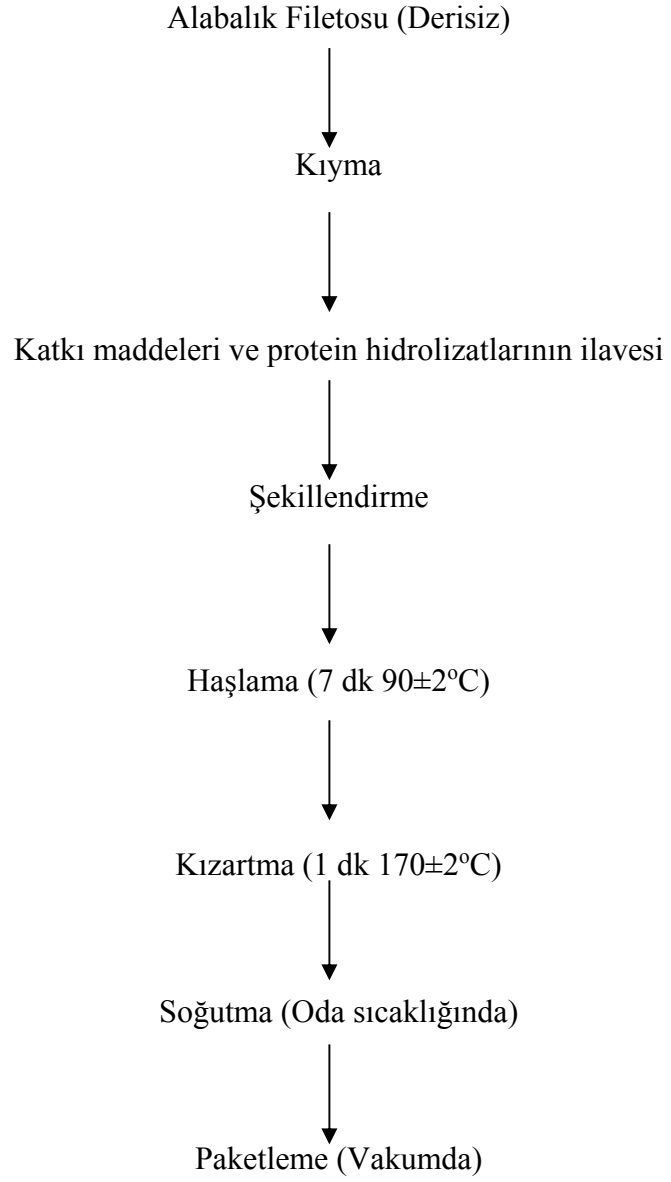 Alabalık Filetosu (Derisiz)
Kıyma
Katkı maddeleri ve protein hidrolizatlarının ilavesi
Şekillendirme
Haşlama (7 dk 90±2ºC)
Kızartma (1 dk 170±2ºC)
Soğutma (Oda sıcaklığında)
Paketleme (Vakumda)